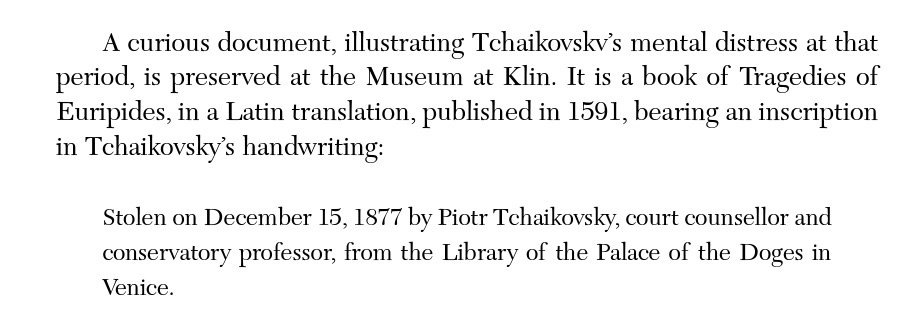 A curious document, illustrating Tchaikovskv’s mental distress at that
period, is preserved at the Museum at Klin. It is a book of Tragedies of
Euripides, in a Latin translation, published in 1591, bearing an inscription
in Tchaikovsky’s handwriting:
Stolen on December 15, 1877 by Piotr Tchaikovsky, court counsellor and
conservatory professor, from the Library of the Palace of the Doges in
Venice.